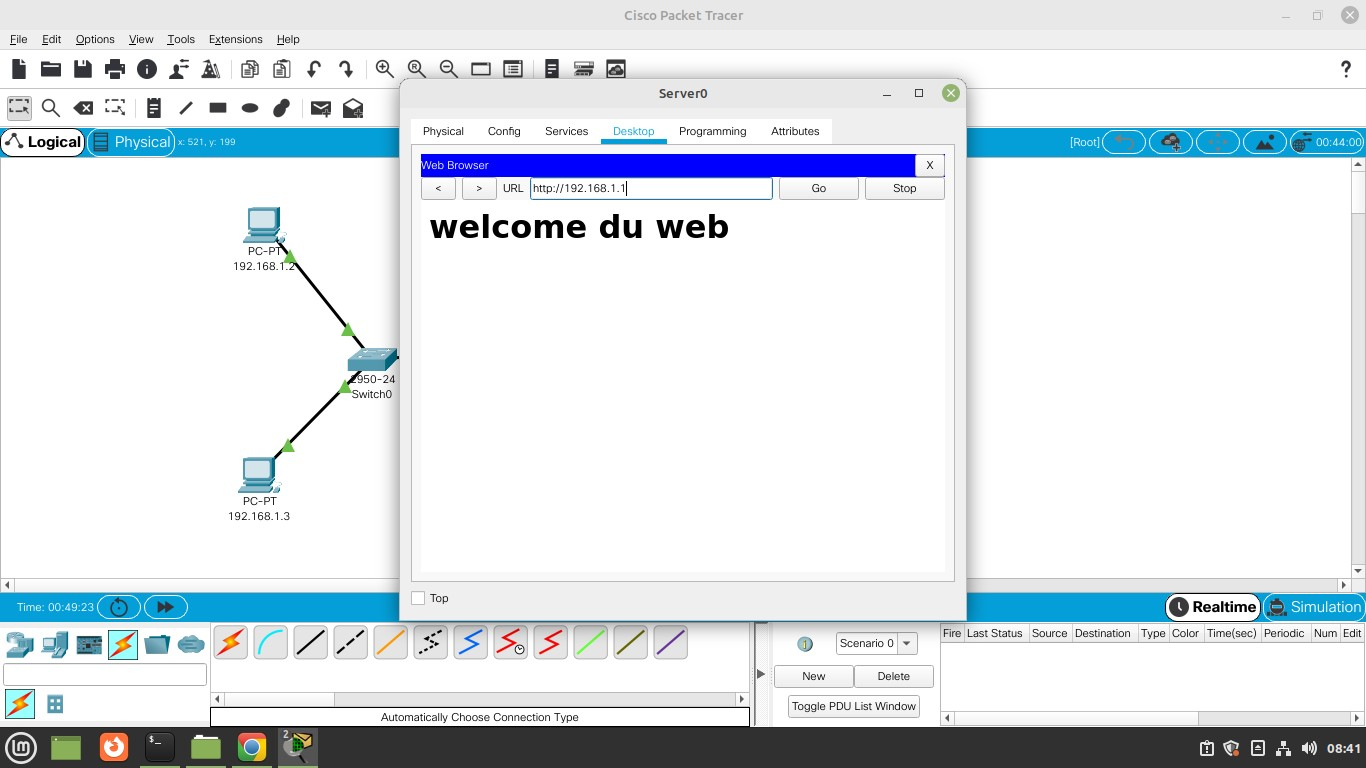 Cisco Packet Tracer
File Edit Options View Tools Extensions Help
?
Logical Physical x: 521, y: 199
[Root] 00:44:00
PC-PT
192.168.1.2
2950-24
Switch0
PC-PT
192.168.1.3
Server0
Physical Config Services Desktop Programming Attributes
Web Browser X
< > URL http://192.168.1.1 Go Stop
welcome du web
Top
Time: 00:49:23
Realtime Simulation
Automatically Choose Connection Type
Scenario 0
New Delete
Toggle PDU List Window
Fire Last Status Source Destination Type Color Time(sec) Periodic Num Edit
2
08:41